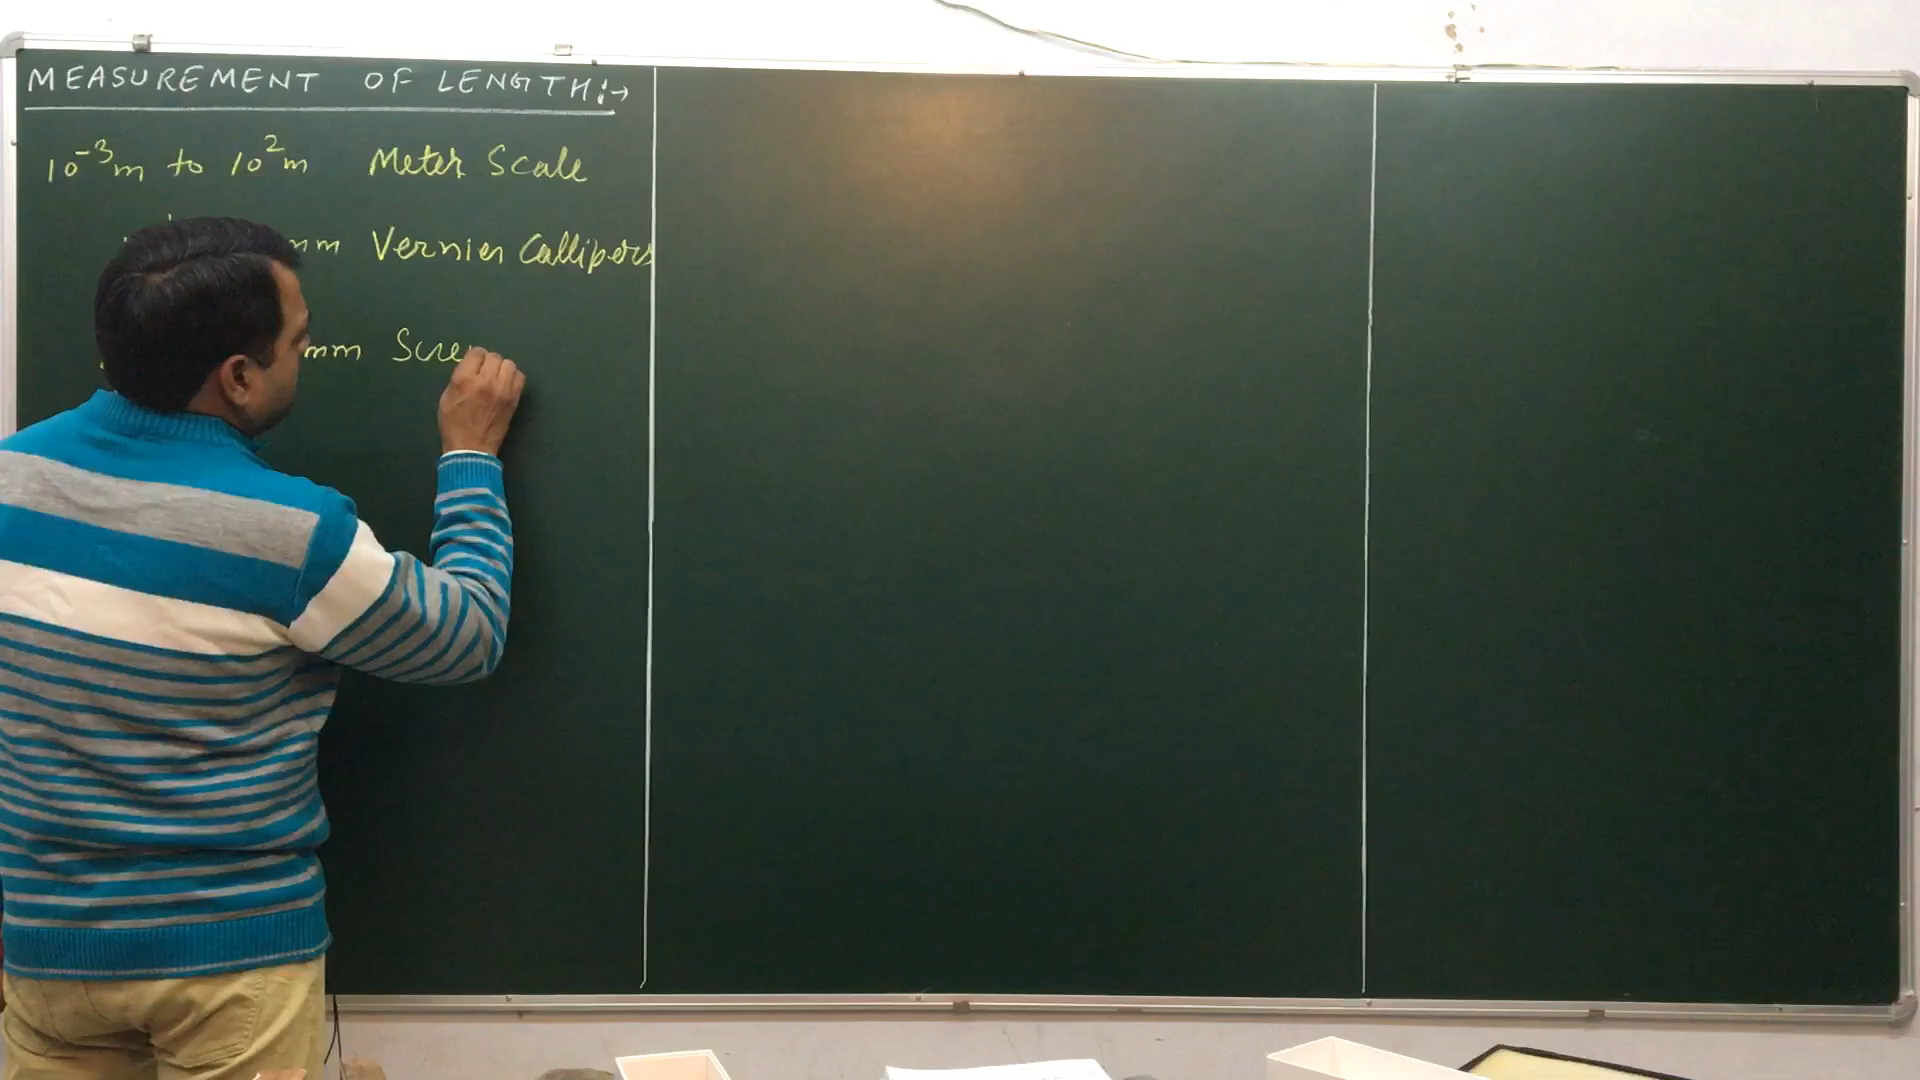 MEASUREMENT OF LENGTH:→
10⁻³m to 10²m Meter Scale
mm Vernier Callipers
mm Scre